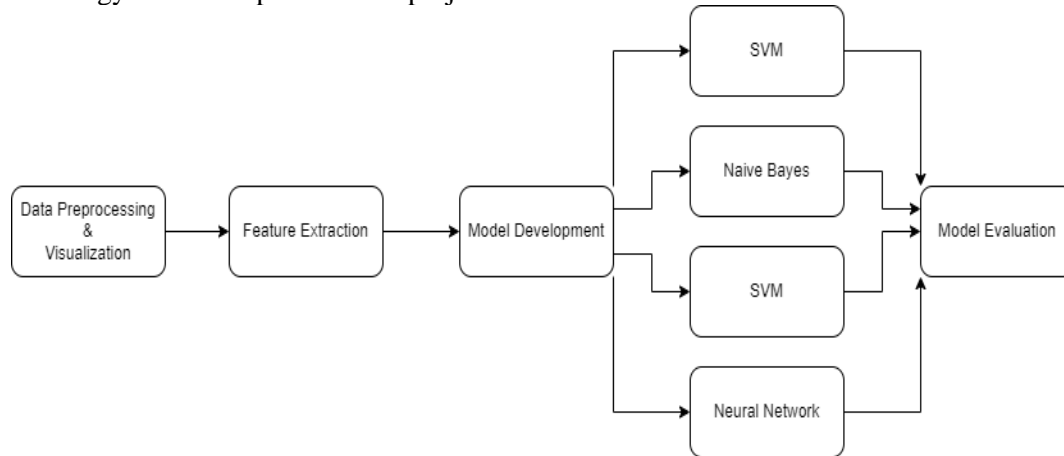 SVM
Naive Bayes
Data Preprocessing
&
Visualization
Feature Extraction
Model Development
Model Evaluation
SVM
Neural Network